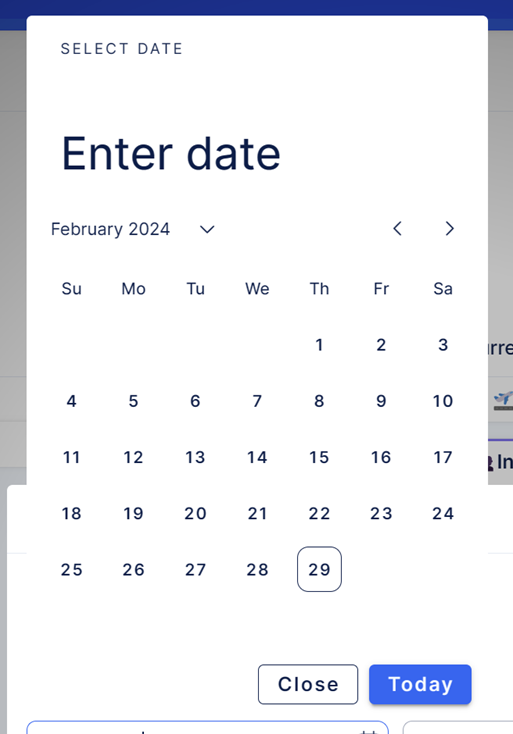 SELECT DATE
Enter date
February 2024
Su Mo Tu We Th Fr Sa
1 2 3
urre
4 5 6 7 8 9 10
11 12 13 14 15 16 17
In
18 19 20 21 22 23 24
25 26 27 28 29
Close Today